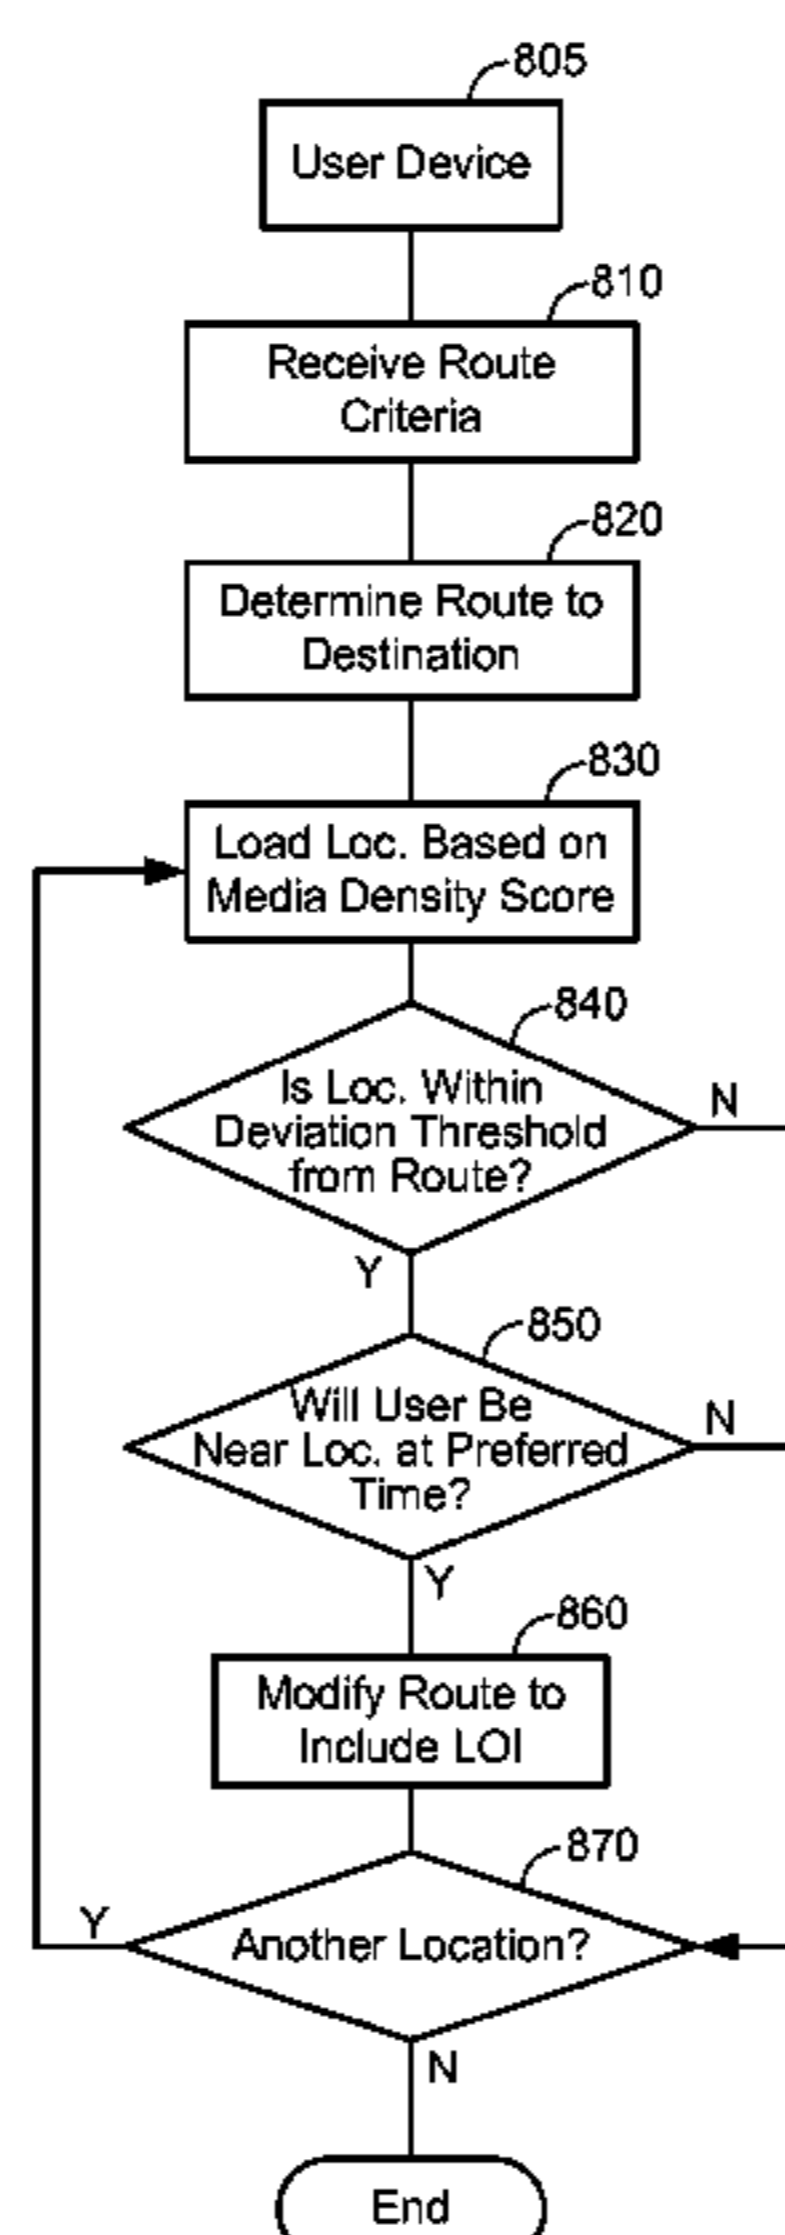 805
User Device
810
Receive Route
Criteria
820
Determine Route to
Destination
830
Load Loc. Based on
Media Density Score
840
Is Loc. Within
Deviation Threshold
from Route?
N
Y
850
Will User Be
Near Loc. at Preferred
Time?
N
Y
860
Modify Route to
Include LOI
870
Another Location?
Y
N
End